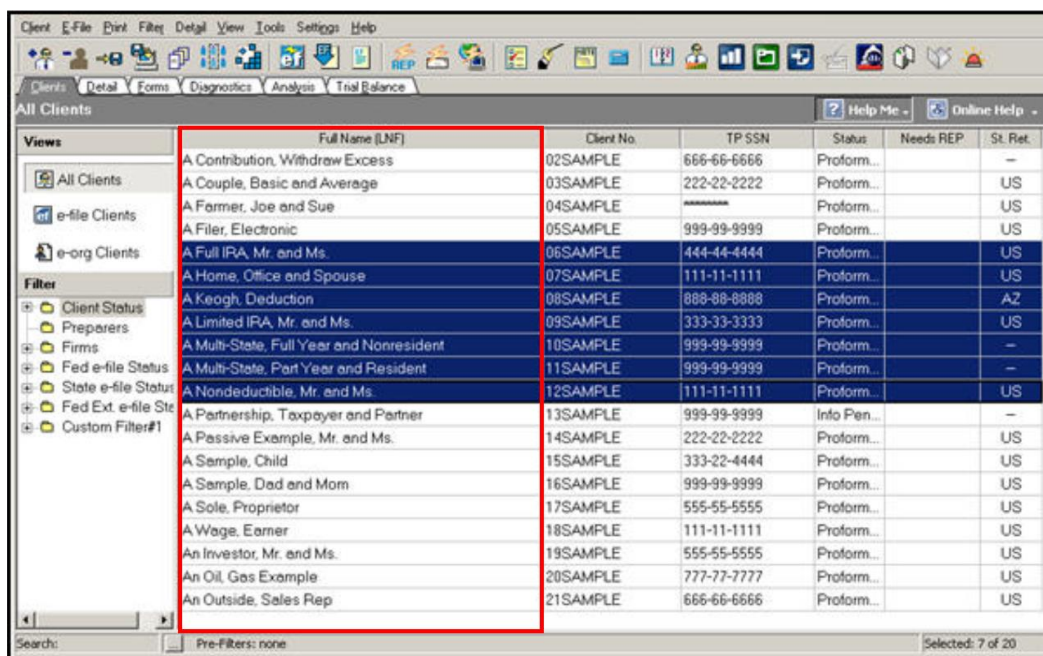 Client E-File Print Filter Detail View Tools Settings Help
REP
Clients Detail Forms Diagnostics Analysis Trial Balance
All Clients Help Me Online Help
Views Full Name (LNF) Client No. TP SSN Status Needs REP St. Ret.
A Contribution, Withdraw Excess 02SAMPLE 666-66-6666 Proform... –
All Clients A Couple, Basic and Average 03SAMPLE 222-22-2222 Proform... US
A Farmer, Joe and Sue 04SAMPLE ********* Proform... US
e-file Clients
A Filer, Electronic 05SAMPLE 999-99-9999 Proform... US
e-org Clients A Full IRA, Mr. and Ms. 06SAMPLE 444-44-4444 Proform... US
A Home, Office and Spouse 07SAMPLE 111-11-1111 Proform... US
Filter
Client Status A Keogh, Deduction 08SAMPLE 888-88-8888 Proform... AZ
Preparers A Limited IRA, Mr. and Ms. 09SAMPLE 333-33-3333 Proform... US
Firms A Multi-State, Full Year and Nonresident 10SAMPLE 999-99-9999 Proform... –
Fed e-file Status A Multi-State, Part Year and Resident 11SAMPLE 999-99-9999 Proform... –
State e-file Status A Nondeductible, Mr. and Ms. 12SAMPLE 111-11-1111 Proform... US
Fed Ext. e-file Ste A Partnership, Taxpayer and Partner 13SAMPLE 999-99-9999 Info Pen... –
Custom Filter#1 A Passive Example, Mr. and Ms. 14SAMPLE 222-22-2222 Proform... US
A Sample, Child 15SAMPLE 333-22-4444 Proform... US
A Sample, Dad and Mom 16SAMPLE 999-99-9999 Proform... US
A Sole, Proprietor 17SAMPLE 555-55-5555 Proform... US
A Wage, Earner 18SAMPLE 111-11-1111 Proform... US
An Investor, Mr. and Ms. 19SAMPLE 555-55-5555 Proform... US
An Oil, Gas Example 20SAMPLE 777-77-7777 Proform... US
An Outside, Sales Rep 21SAMPLE 666-66-6666 Proform... US
Search: ... Pre-Filters: none Selected: 7 of 20